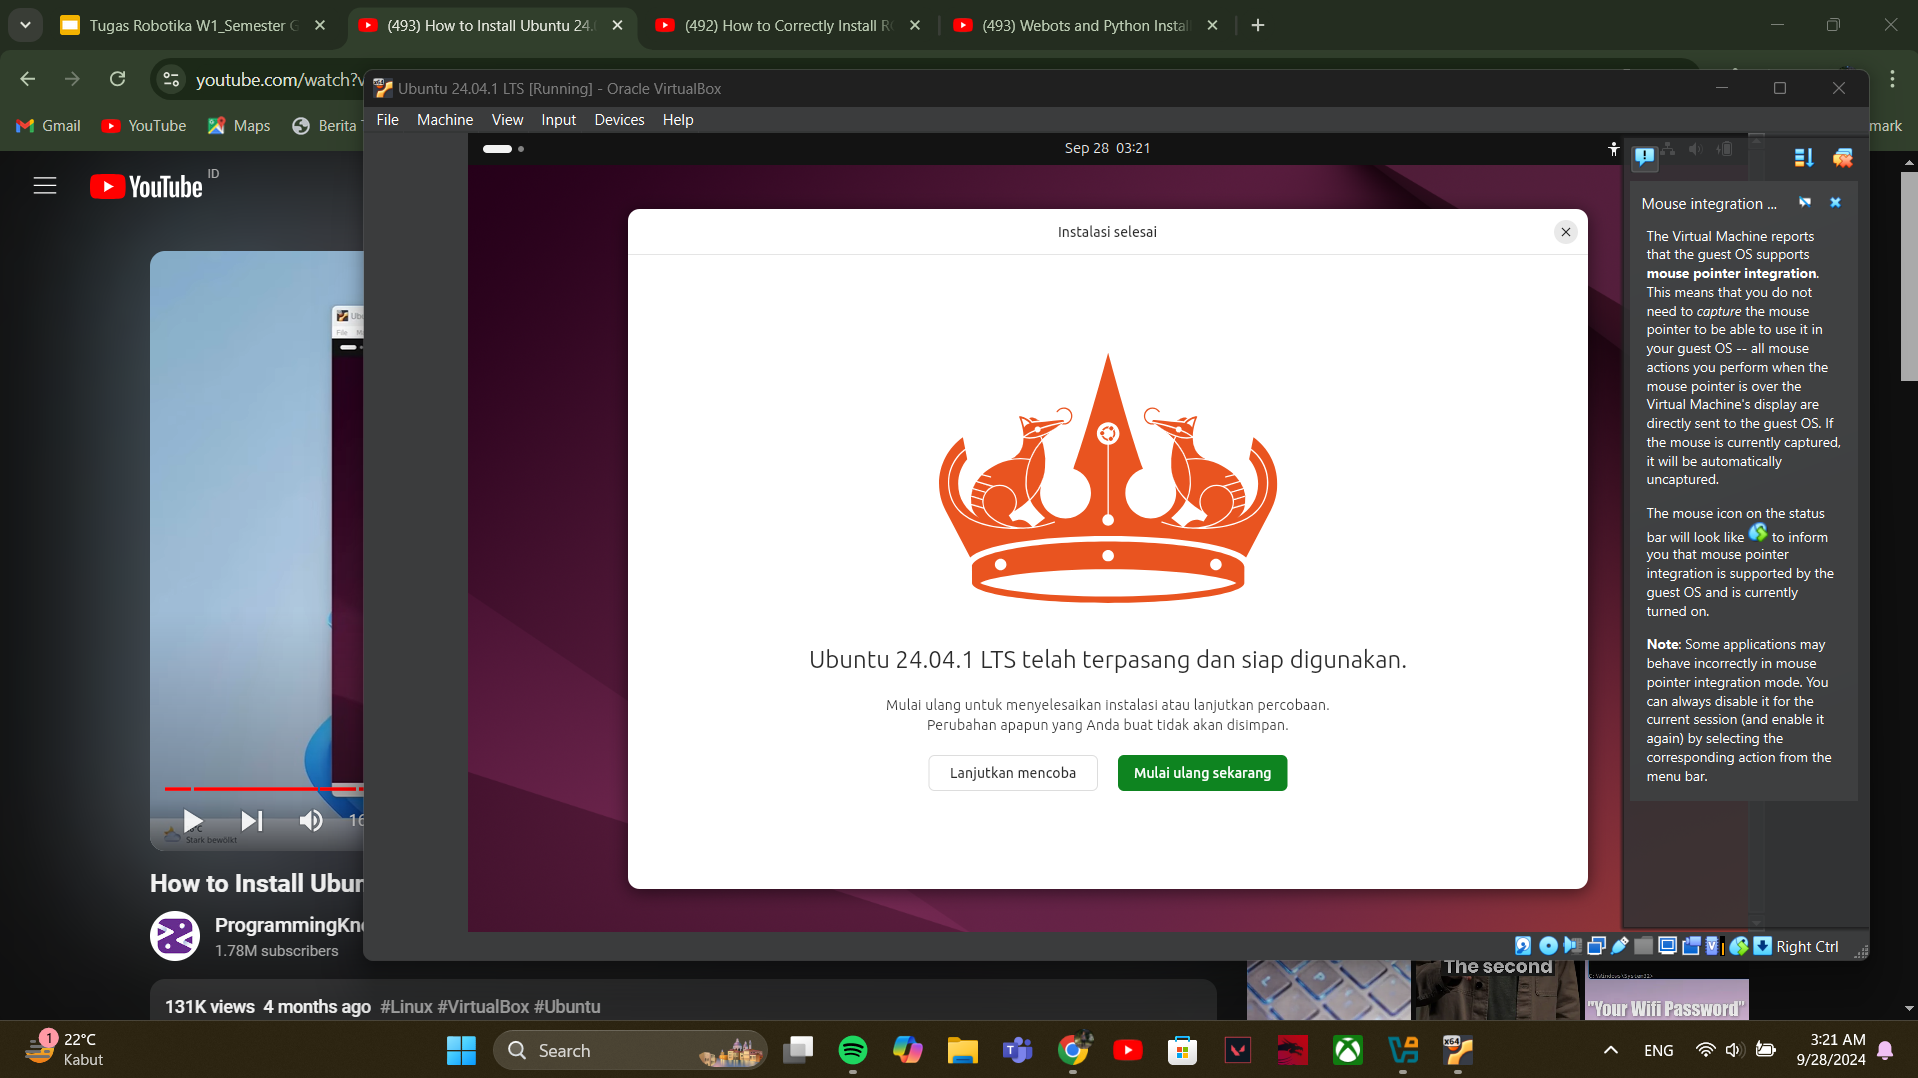 Tugas Robotika W1_Semester G
(493) How to Install Ubuntu 24.
(492) How to Correctly Install R
(493) Webots and Python Instal
youtube.com/watch?v
Gmail
YouTube
Maps
Berita
mark
Ubuntu 24.04.1 LTS [Running] - Oracle VirtualBox
File Machine View Input Devices Help
Sep 28 03:21
YouTube ID
Instalasi selesai
Ubuntu 24.04.1 LTS telah terpasang dan siap digunakan.
Mulai ulang untuk menyelesaikan instalasi atau lanjutkan percobaan.
Perubahan apapun yang Anda buat tidak akan disimpan.
Lanjutkan mencoba
Mulai ulang sekarang
Mouse integration ...
The Virtual Machine reports
that the guest OS supports
mouse pointer integration.
This means that you do not
need to capture the mouse
pointer to be able to use it in
your guest OS -- all mouse
actions you perform when the
mouse pointer is over the
Virtual Machine's display are
directly sent to the guest OS. If
the mouse is currently captured,
it will be automatically
uncaptured.
The mouse icon on the status
bar will look like to inform
you that mouse pointer
integration is supported by the
guest OS and is currently
turned on.
Note: Some applications may
behave incorrectly in mouse
pointer integration mode. You
can always disable it for the
current session (and enable it
again) by selecting the
corresponding action from the
menu bar.
Right Ctrl
Stark bewölkt
How to Install Ubun
ProgrammingKno
1.78M subscribers
131K views 4 months ago #Linux #VirtualBox #Ubuntu
The second
"Your Wifi Password"
1
22°C
Kabut
Search
ENG
3:21 AM
9/28/2024